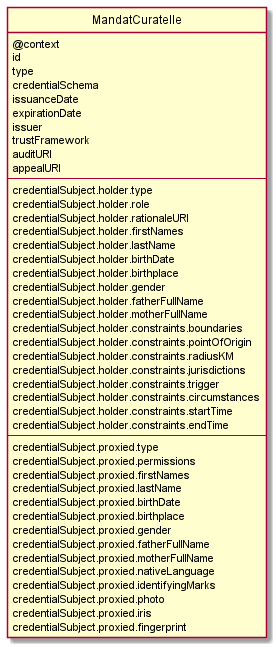 MandatCuratelle
@context
id
type
credentialSchema
issuanceDate
expirationDate
issuer
trustFramework
auditURI
appealURI
credentialSubject.holder.type
credentialSubject.holder.role
credentialSubject.holder.rationaleURI
credentialSubject.holder.firstNames
credentialSubject.holder.lastName
credentialSubject.holder.birthDate
credentialSubject.holder.birthplace
credentialSubject.holder.gender
credentialSubject.holder.fatherFullName
credentialSubject.holder.motherFullName
credentialSubject.holder.constraints.boundaries
credentialSubject.holder.constraints.pointOfOrigin
credentialSubject.holder.constraints.radiusKM
credentialSubject.holder.constraints.jurisdictions
credentialSubject.holder.constraints.trigger
credentialSubject.holder.constraints.circumstances
credentialSubject.holder.constraints.startTime
credentialSubject.holder.constraints.endTime
credentialSubject.proxied.type
credentialSubject.proxied.permissions
credentialSubject.proxied.firstNames
credentialSubject.proxied.lastName
credentialSubject.proxied.birthDate
credentialSubject.proxied.birthplace
credentialSubject.proxied.gender
credentialSubject.proxied.fatherFullName
credentialSubject.proxied.motherFullName
credentialSubject.proxied.nativeLanguage
credentialSubject.proxied.identifyingMarks
credentialSubject.proxied.photo
credentialSubject.proxied.iris
credentialSubject.proxied.fingerprint